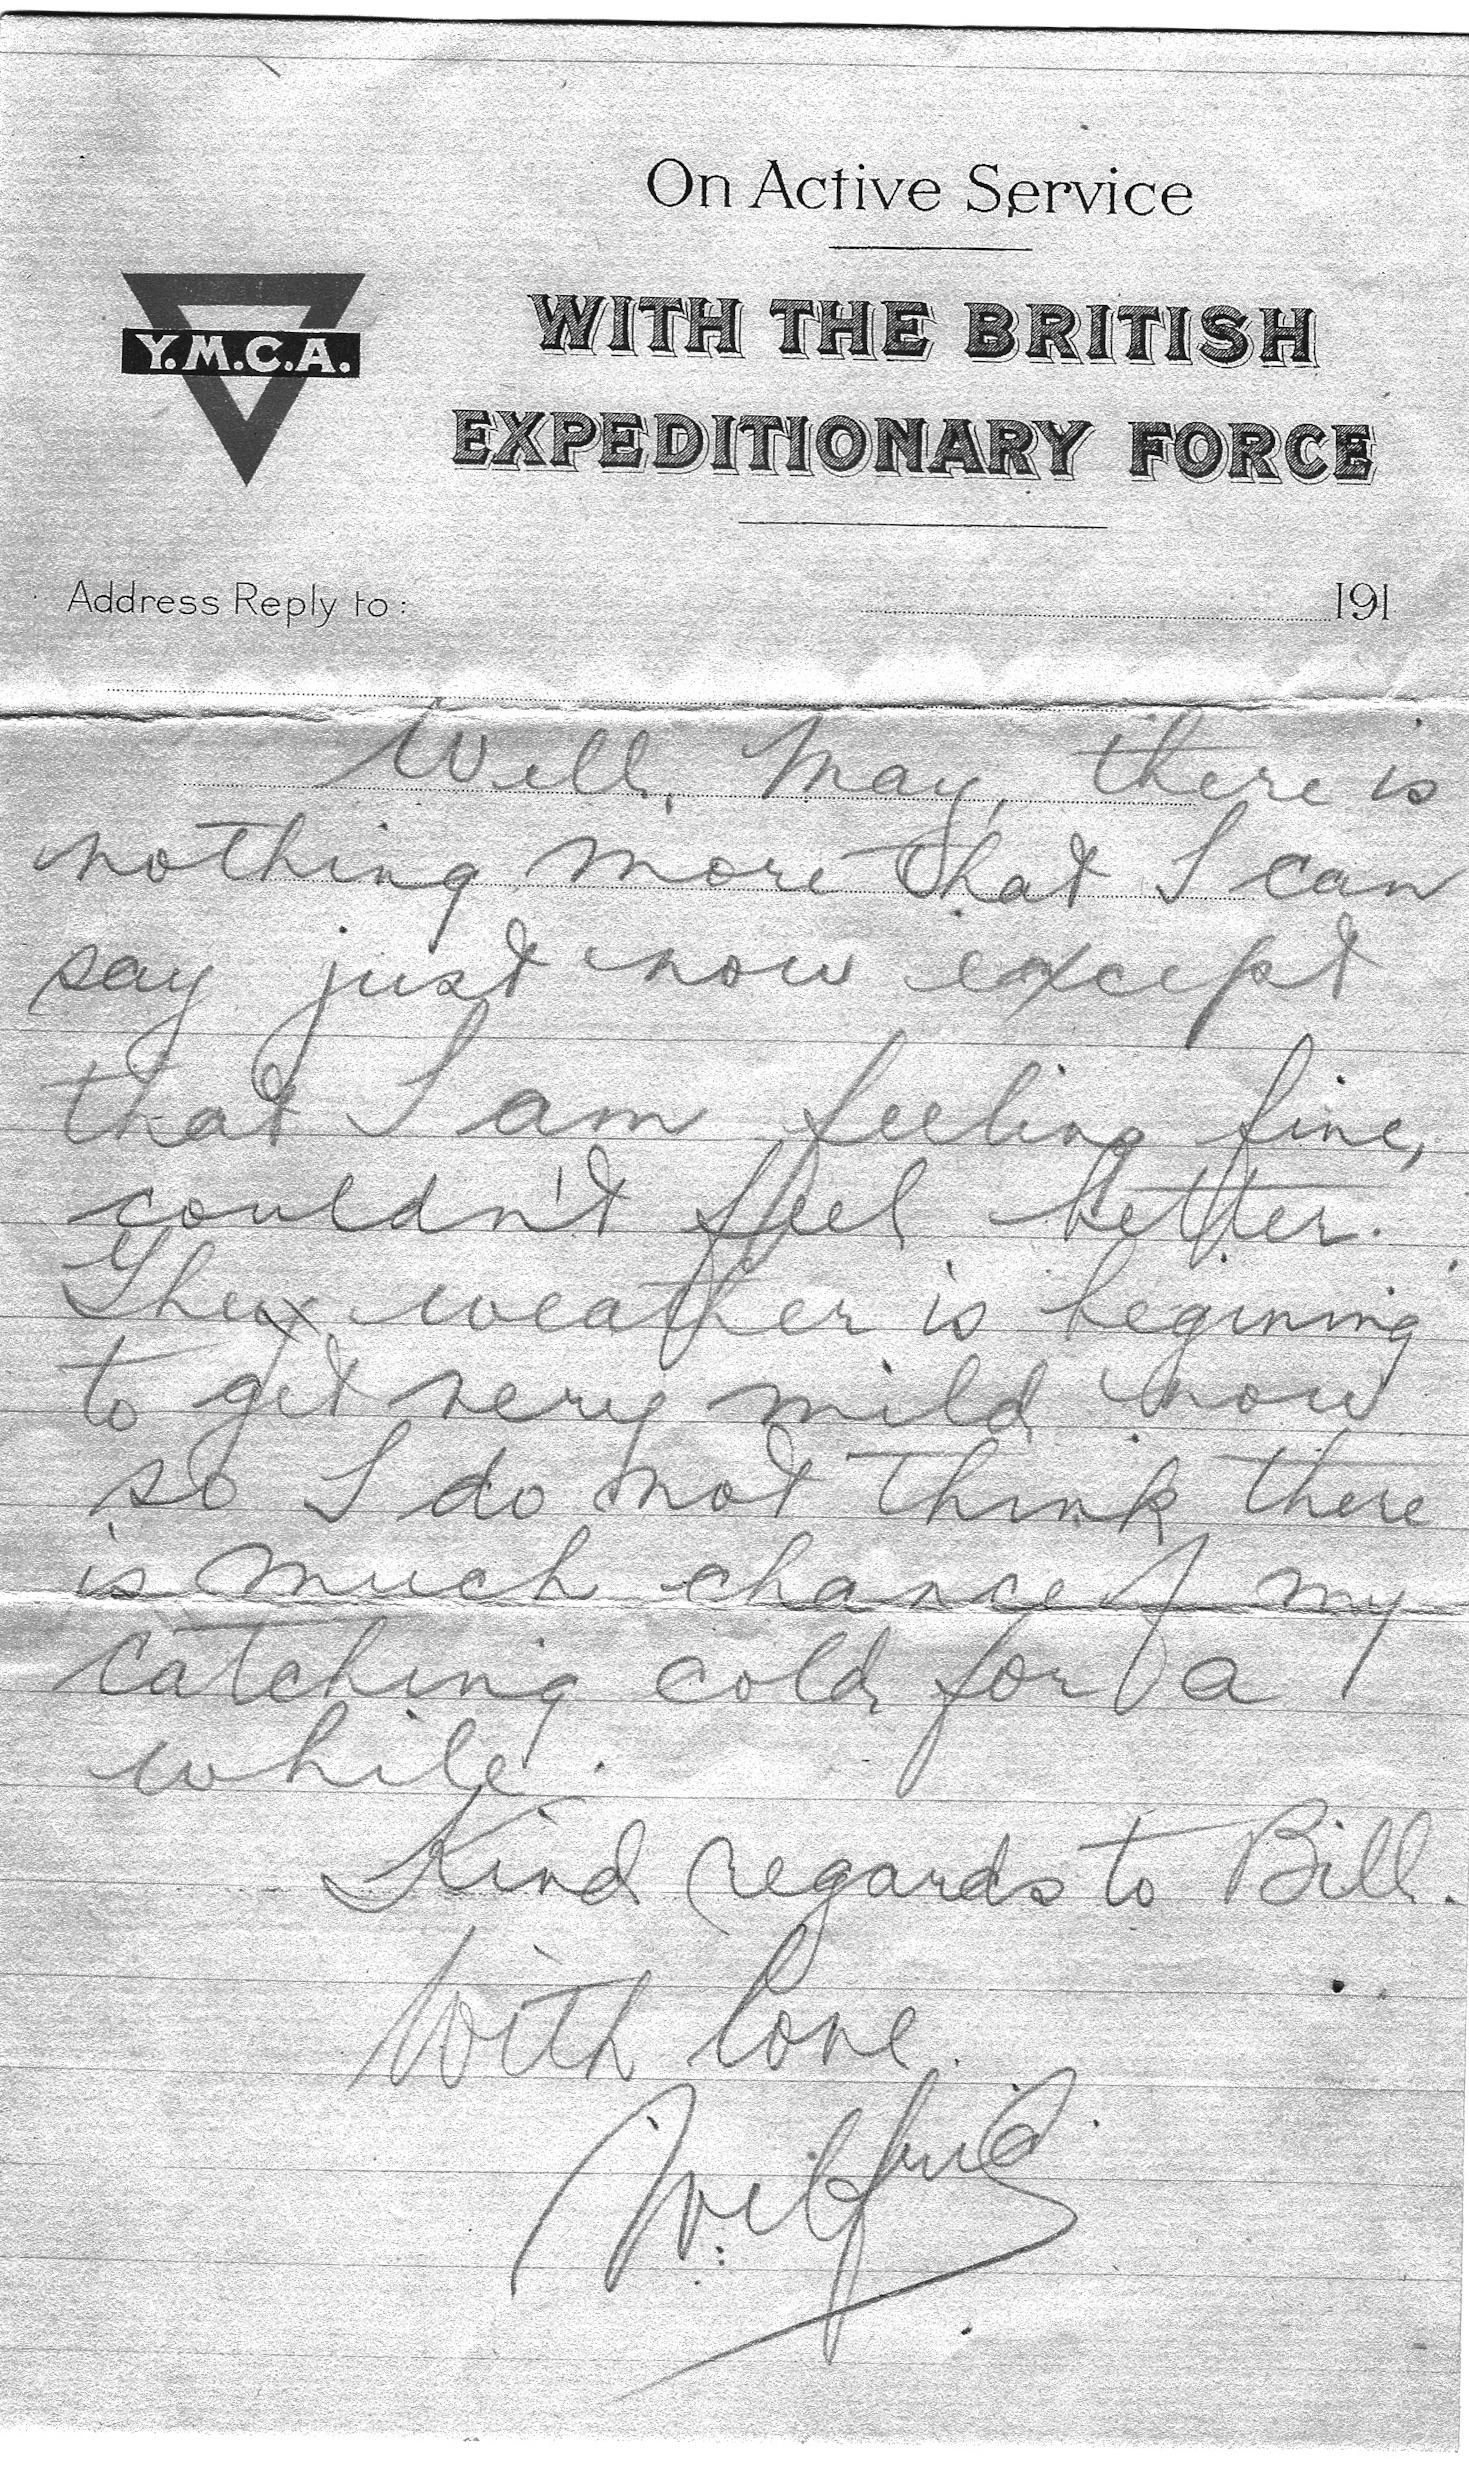 On Active Service
WITH THE BRITISH
EXPEDITIONARY FORCE
Y.M.C.A.
Address Reply to: 191
Well, May, there is
nothing more that I can
say just now except
that I am feeling fine,
couldn't feel better.
The weather is begining
to get very mild now
so I do not think there
is much chance of my
catching cold for a
while.
Kind regards to Bill.
With love.
Wilfrid